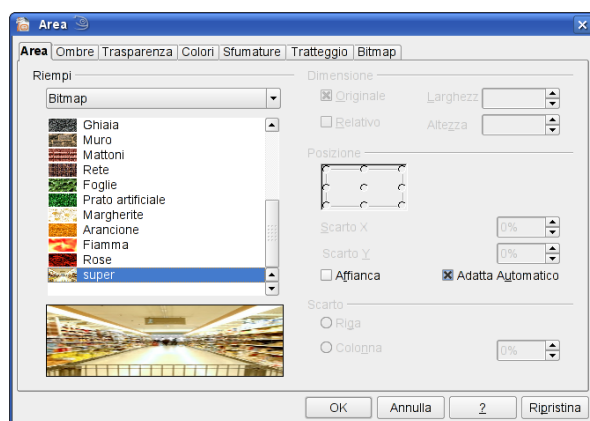 Area
Area Ombre Trasparenza Colori Sfumature Tratteggio Bitmap
Riempi
Bitmap
Ghiaia
Muro
Mattoni
Rete
Foglie
Prato artificiale
Margherite
Arancione
Fiamma
Rose
super
Dimensione
Originale
Larghezz
Relativo
Altezza
Posizione
Scarto X
0%
Scarto Y
0%
Affianca
Adatta Automatico
Scarto
Riga
Colonna
0%
OK
Annulla
?
Ripristina